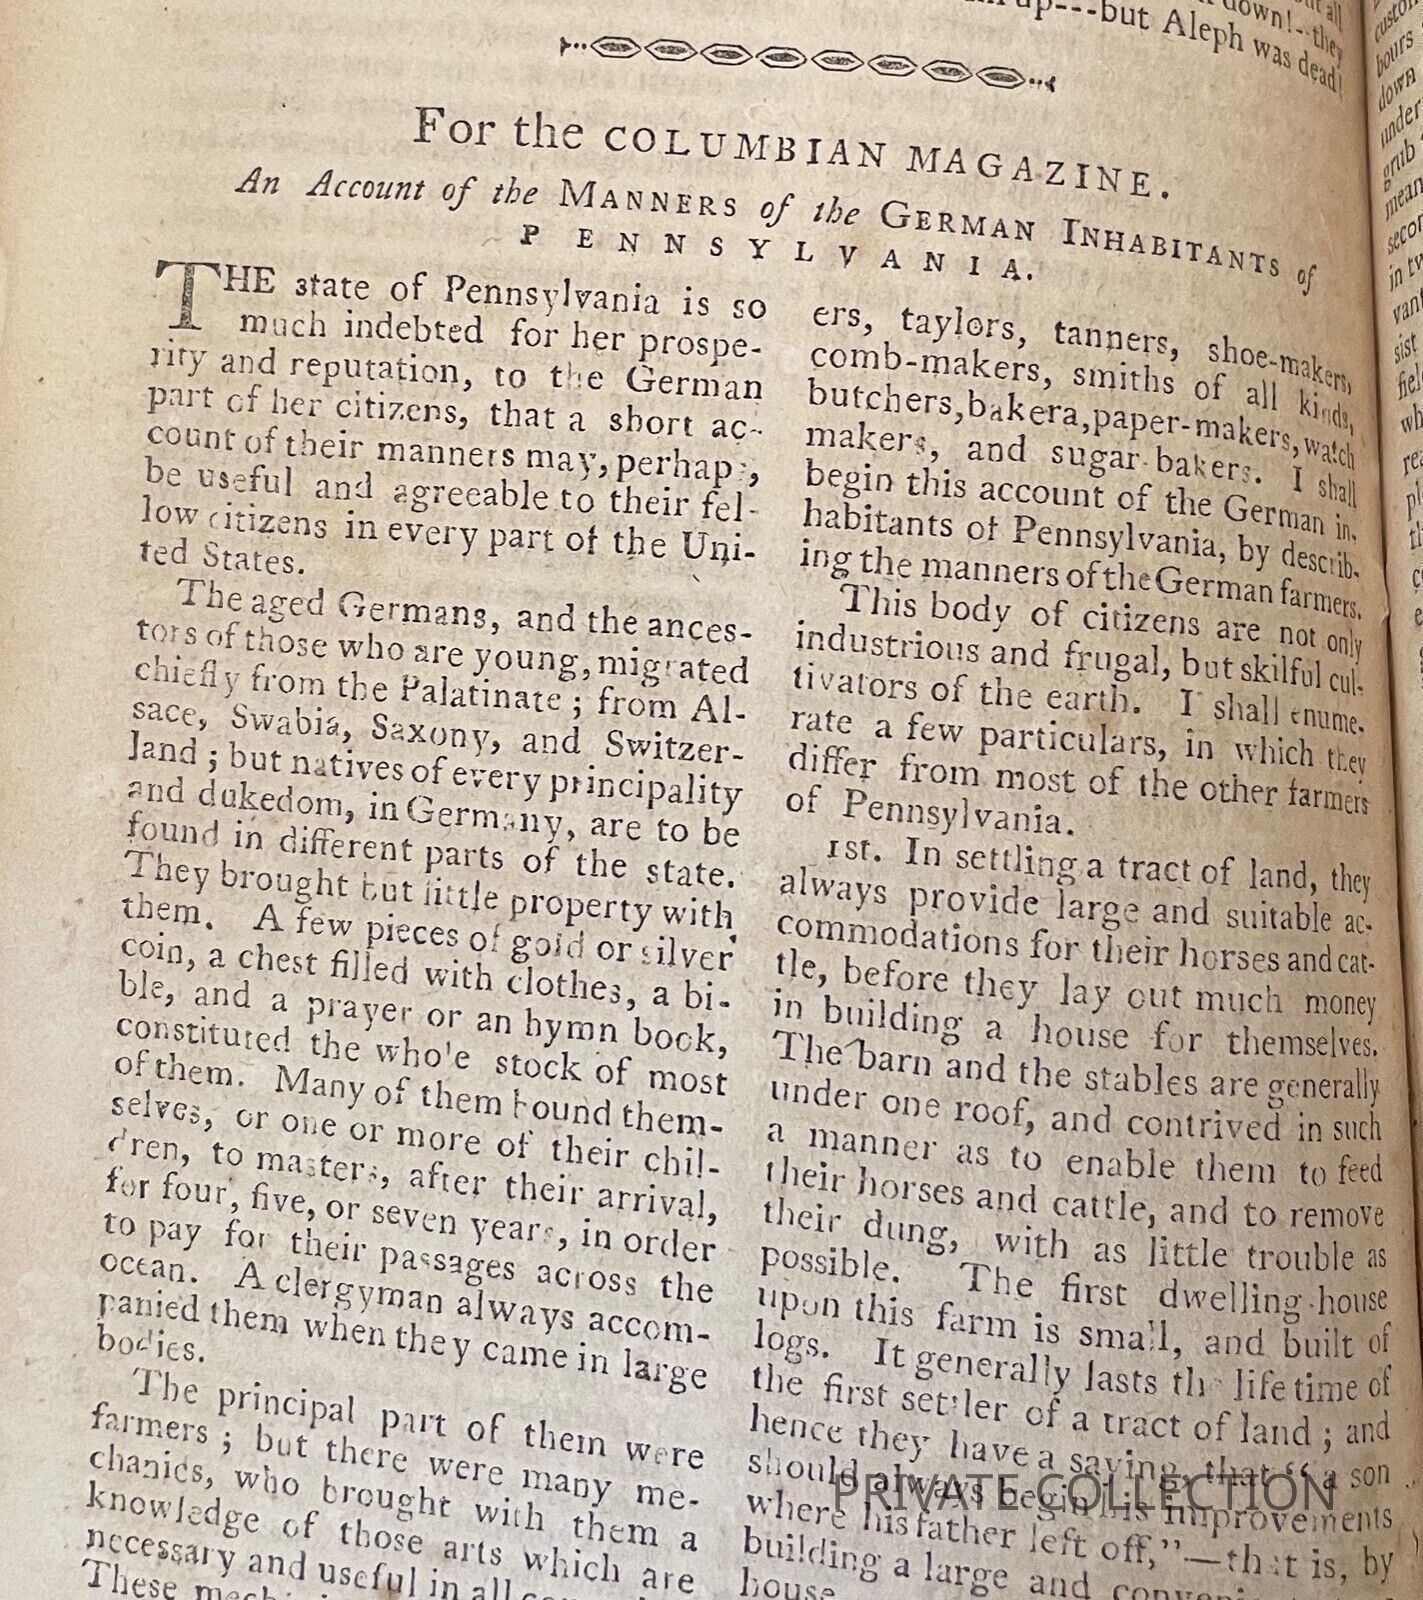 up---but Aleph was dead!
For the COLUMBIAN MAGAZINE.
An Account of the MANNERS of the GERMAN INHABITANTS of
PENNSYLVANIA.
THE state of Pennsylvania is so
much indebted for her prospe-
rity and reputation, to the German
part of her citizens, that a short ac-
count of their manners may, perhaps,
be useful and agreeable to their fel-
low citizens in every part of the Uni-
ted States.
The aged Germans, and the ances-
tors of those who are young, migrated
chiefly from the Palatinate; from Al-
sace, Swabia, Saxony, and Switzer-
land; but natives of every principality
and dukedom, in Germany, are to be
found in different parts of the state.
They brought but little property with
them. A few pieces of gold or silver
coin, a chest filled with clothes, a bi-
ble, and a prayer or an hymn book,
constituted the whole stock of most
of them. Many of them bound them-
selves, or one or more of their chil-
dren, to masters, after their arrival,
for four, five, or seven years, in order
to pay for their passages across the
ocean. A clergyman always accom-
panied them when they came in large
bodies.
The principal part of them were
farmers; but there were many me-
chanics, who brought with them a
knowledge of those arts which are
necessary and useful in all
These
ers, taylors, tanners, shoe-makers,
comb-makers, smiths of all kinds,
butchers, bakera, paper-makers, watch
makers, and sugar-bakers. I shall
begin this account of the German in-
habitants of Pennsylvania, by describ-
ing the manners of the German farmers.
This body of citizens are not only
industrious and frugal, but skilful cul-
tivators of the earth. I shall enume-
rate a few particulars, in which they
differ from most of the other farmers
of Pennsylvania.
1st. In settling a tract of land, they
always provide large and suitable ac-
commodations for their horses and cat-
tle, before they lay out much money
in building a house for themselves.
The barn and the stables are generally
under one roof, and contrived in such
a manner as to enable them to feed
their horses and cattle, and to remove
their dung, with as little trouble as
possible. The first dwelling-house
upon this farm is small, and built of
logs. It generally lasts the life time of
the first settler of a tract of land; and
hence they have a saying, that "a son
should always begin his improvements
where his father left off,"—that is, by
building a large and
house
PRIVATE COLLECTION